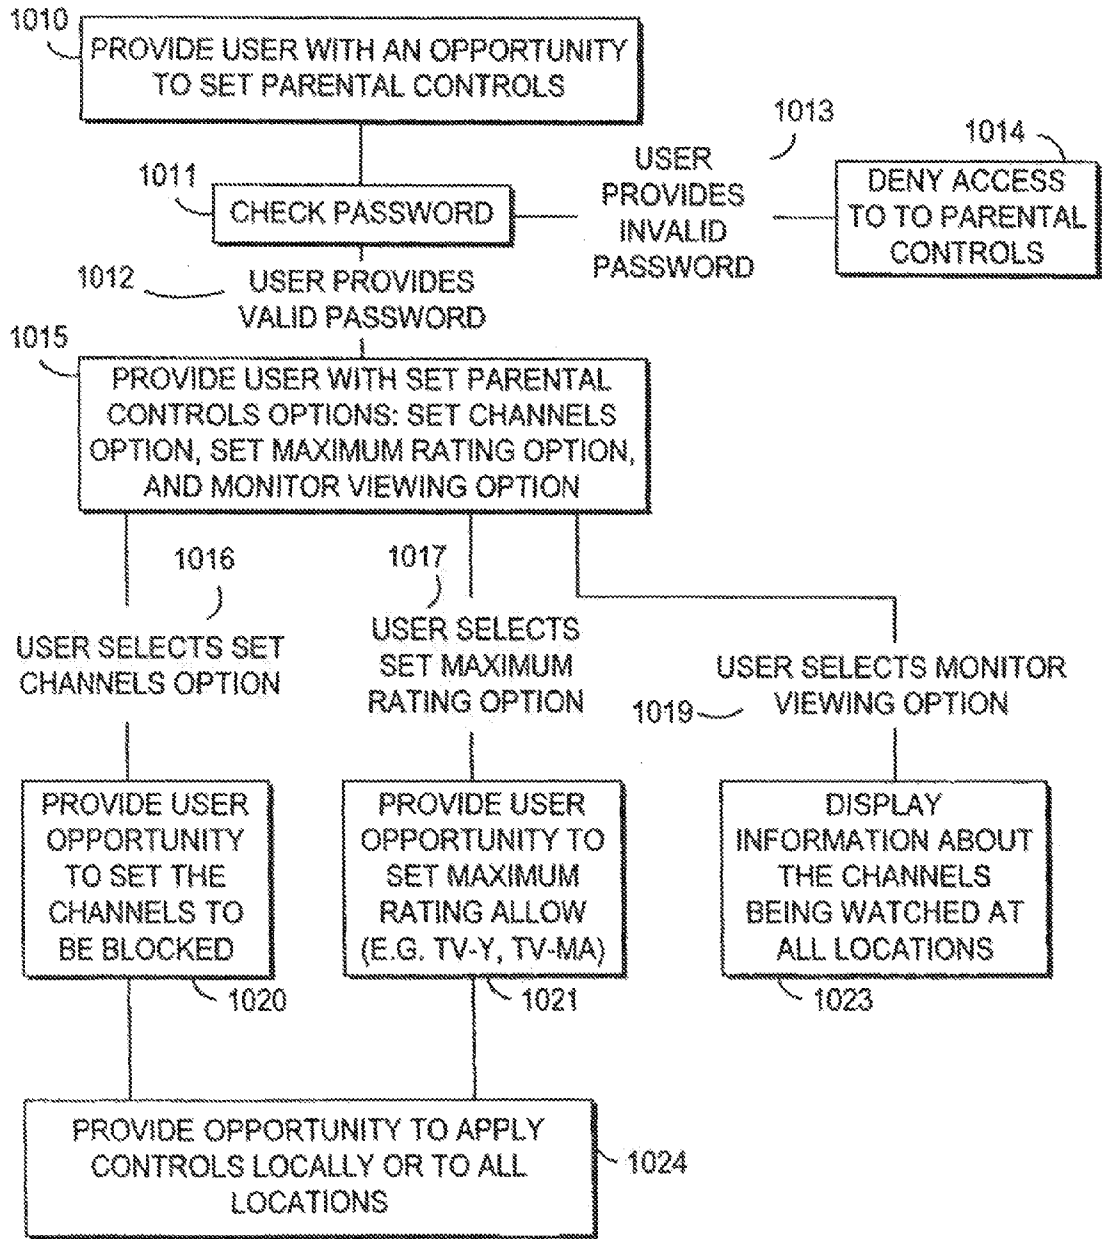 1010
PROVIDE USER WITH AN OPPORTUNITY
TO SET PARENTAL CONTROLS
1011
CHECK PASSWORD
1013
USER
PROVIDES
INVALID
PASSWORD
1014
DENY ACCESS
TO TO PARENTAL
CONTROLS
1012
USER PROVIDES
VALID PASSWORD
1015
PROVIDE USER WITH SET PARENTAL
CONTROLS OPTIONS: SET CHANNELS
OPTION, SET MAXIMUM RATING OPTION,
AND MONITOR VIEWING OPTION
1016
USER SELECTS SET
CHANNELS OPTION
1017
USER SELECTS
SET MAXIMUM
RATING OPTION
USER SELECTS MONITOR
VIEWING OPTION
1019
PROVIDE USER
OPPORTUNITY
TO SET THE
CHANNELS TO
BE BLOCKED
1020
PROVIDE USER
OPPORTUNITY TO
SET MAXIMUM
RATING ALLOW
(E.G. TV-Y, TV-MA)
1021
DISPLAY
INFORMATION ABOUT
THE CHANNELS
BEING WATCHED AT
ALL LOCATIONS
1023
PROVIDE OPPORTUNITY TO APPLY
CONTROLS LOCALLY OR TO ALL
LOCATIONS
1024